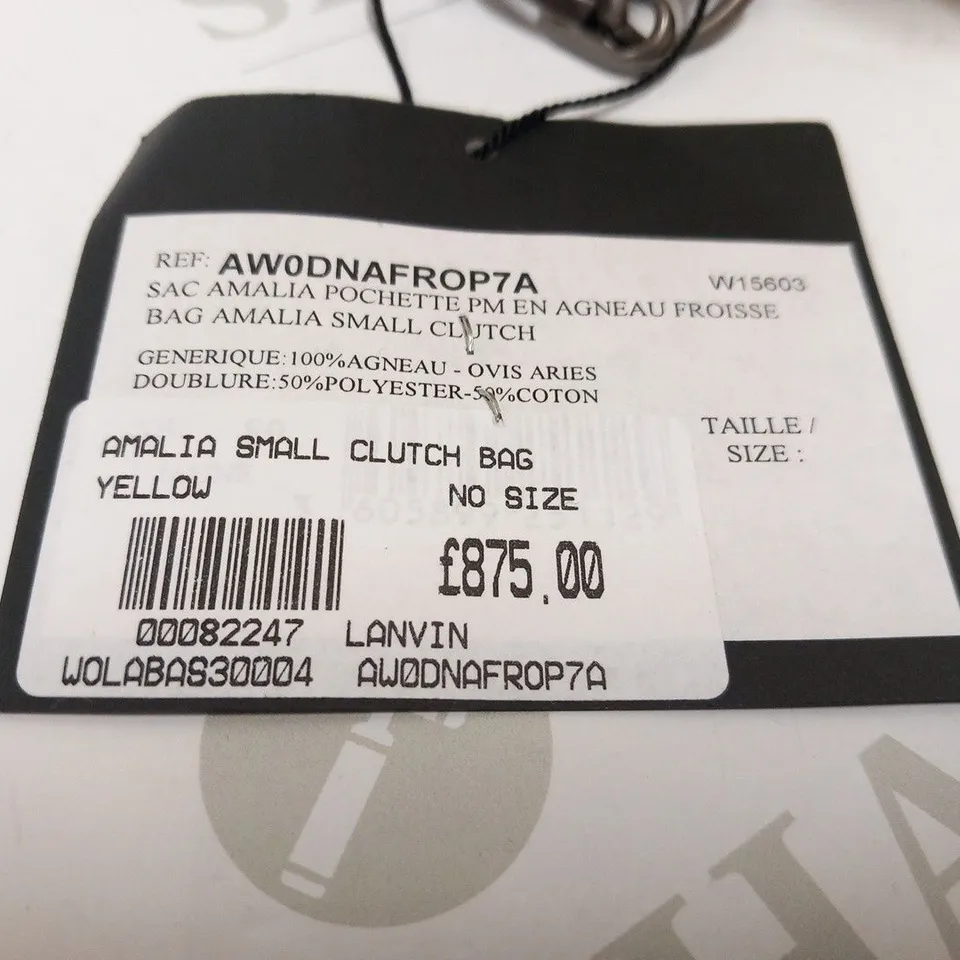 REF: AW0DNAFROP7A W15603
SAC AMALIA POCHETTE PM EN AGNEAU FROISSE
BAG AMALIA SMALL CLUTCH
GENERIQUE:100%AGNEAU - OVIS ARIES
DOUBLURE:50%POLYESTER-50%COTON
TAILLE /
SIZE :
AMALIA SMALL CLUTCH BAG
YELLOW NO SIZE
£875.00
00082247 LANVIN
WOLABAS30004 AW0DNAFROP7A
HA